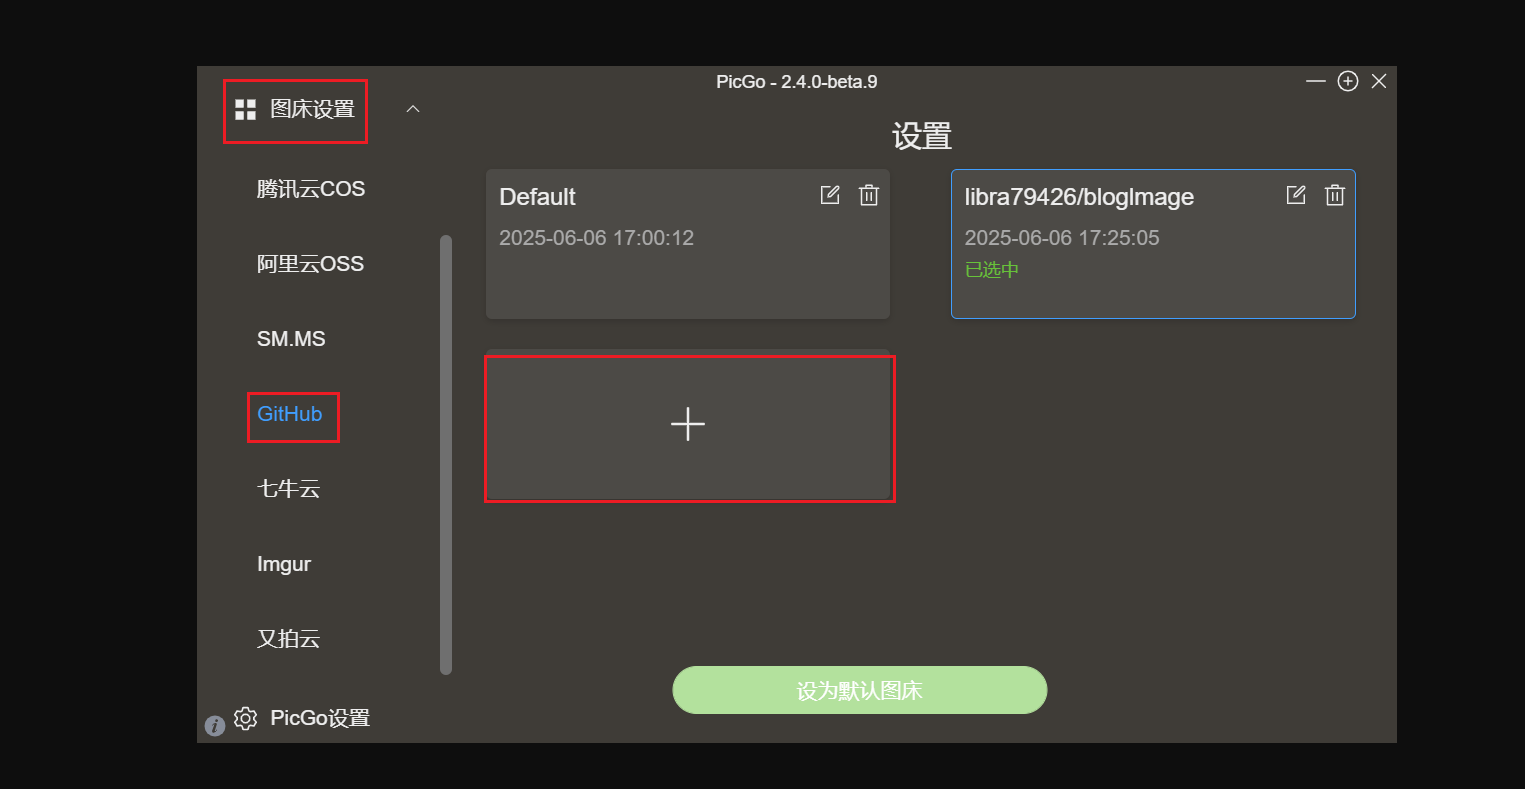 PicGo - 2.4.0-beta.9
图床设置
腾讯云COS
阿里云OSS
SM.MS
GitHub
七牛云
Imgur
又拍云
PicGo设置
设置
Default
2025-06-06 17:00:12
libra79426/blogImage
2025-06-06 17:25:05
已选中
设为默认图床